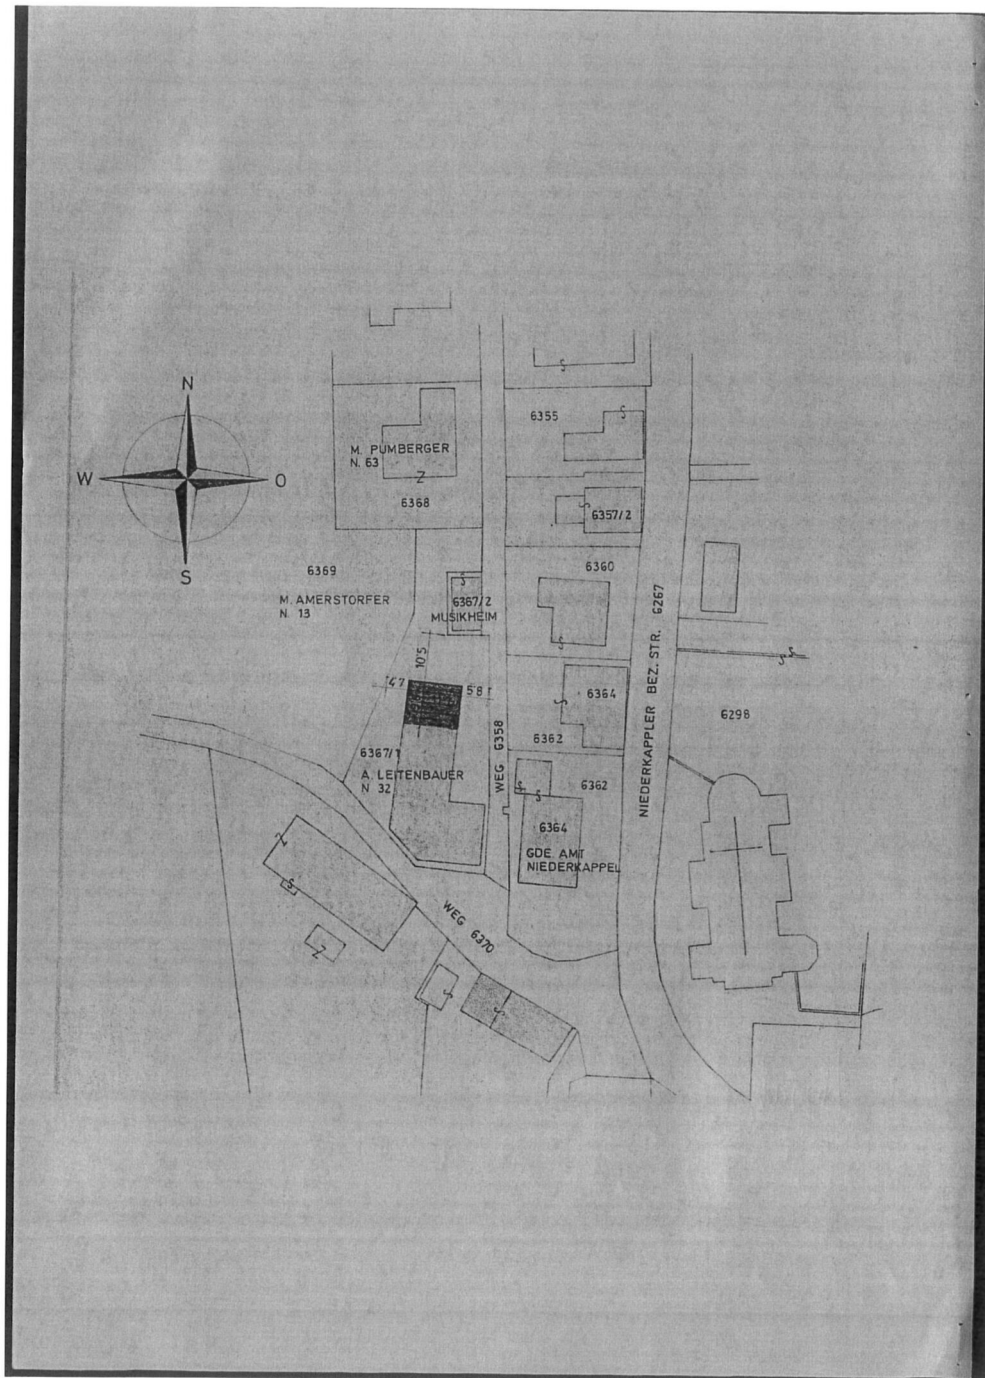 N
W
O
S
6355
M. PUMBERGER
N. 63
Z
6368
6357/2
6369
6360
M. AMERSTORFER
N. 13
6367/2
MUSIKHEIM
NIEDERKAPPLER BEZ. STR. 6267
10'5
4'7
5'8
6364
6298
WEG 6358
6362
6367/1
A. LEITENBAUER
N 32
6362
6364
GDE. AMT
NIEDERKAPPEL
Z
S
Z
WEG 6370